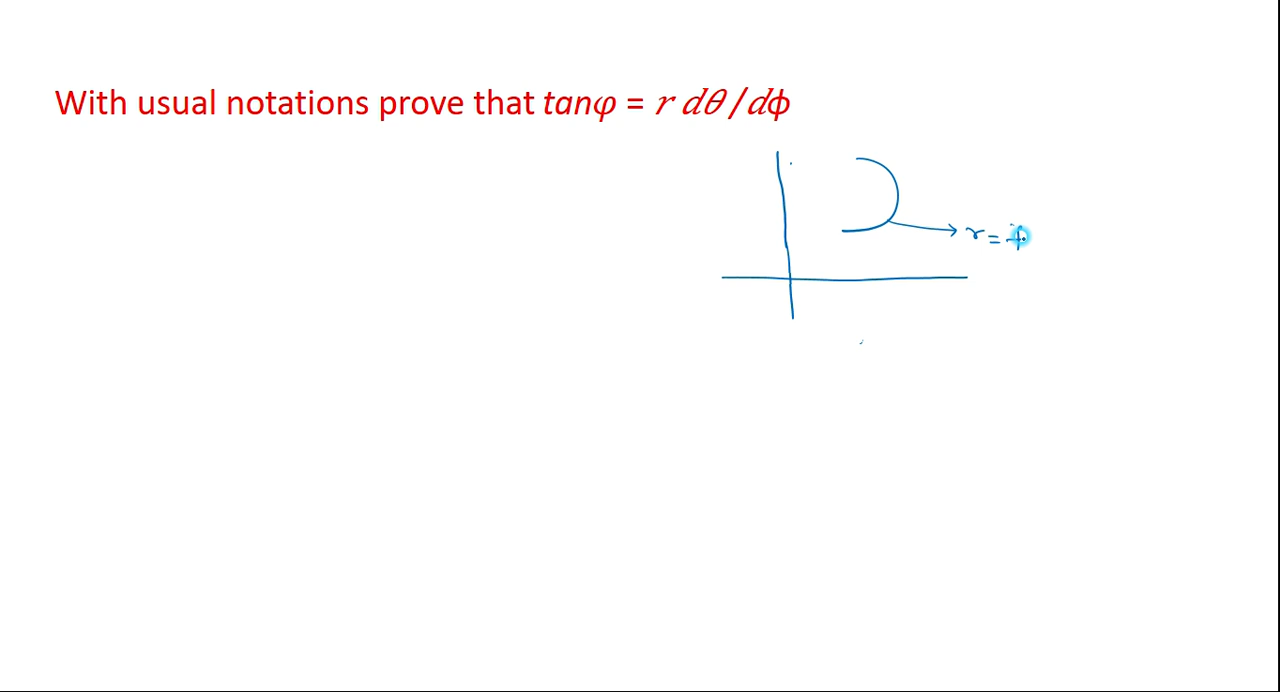 With usual notations prove that tanφ = r dθ/dϕ
r =